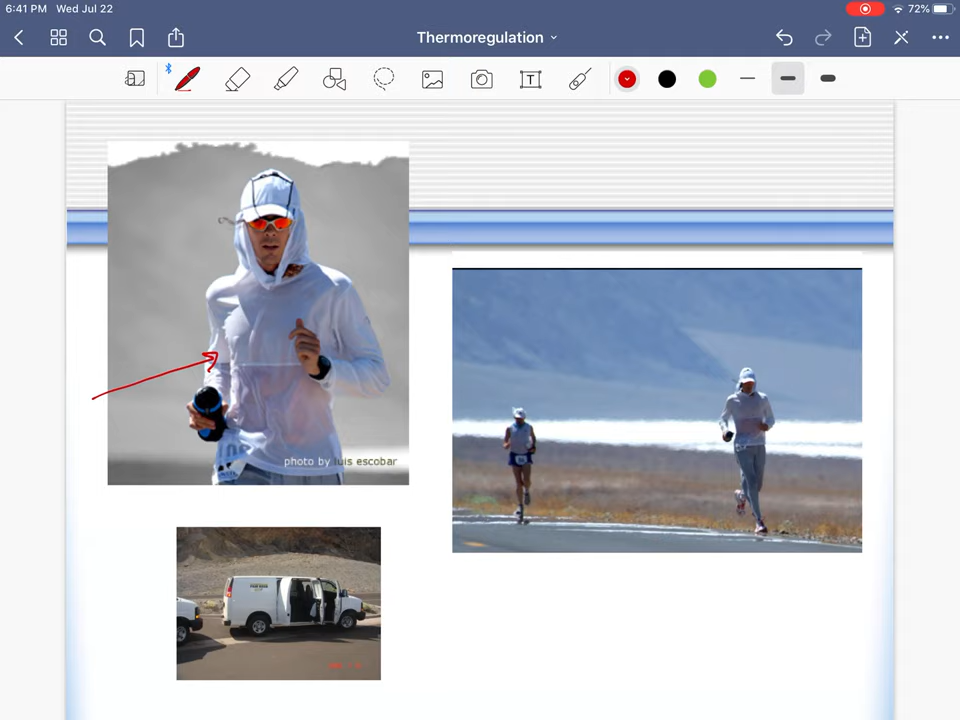 6:41 PM Wed Jul 22
72%
Thermoregulation
T
photo by luis escobar